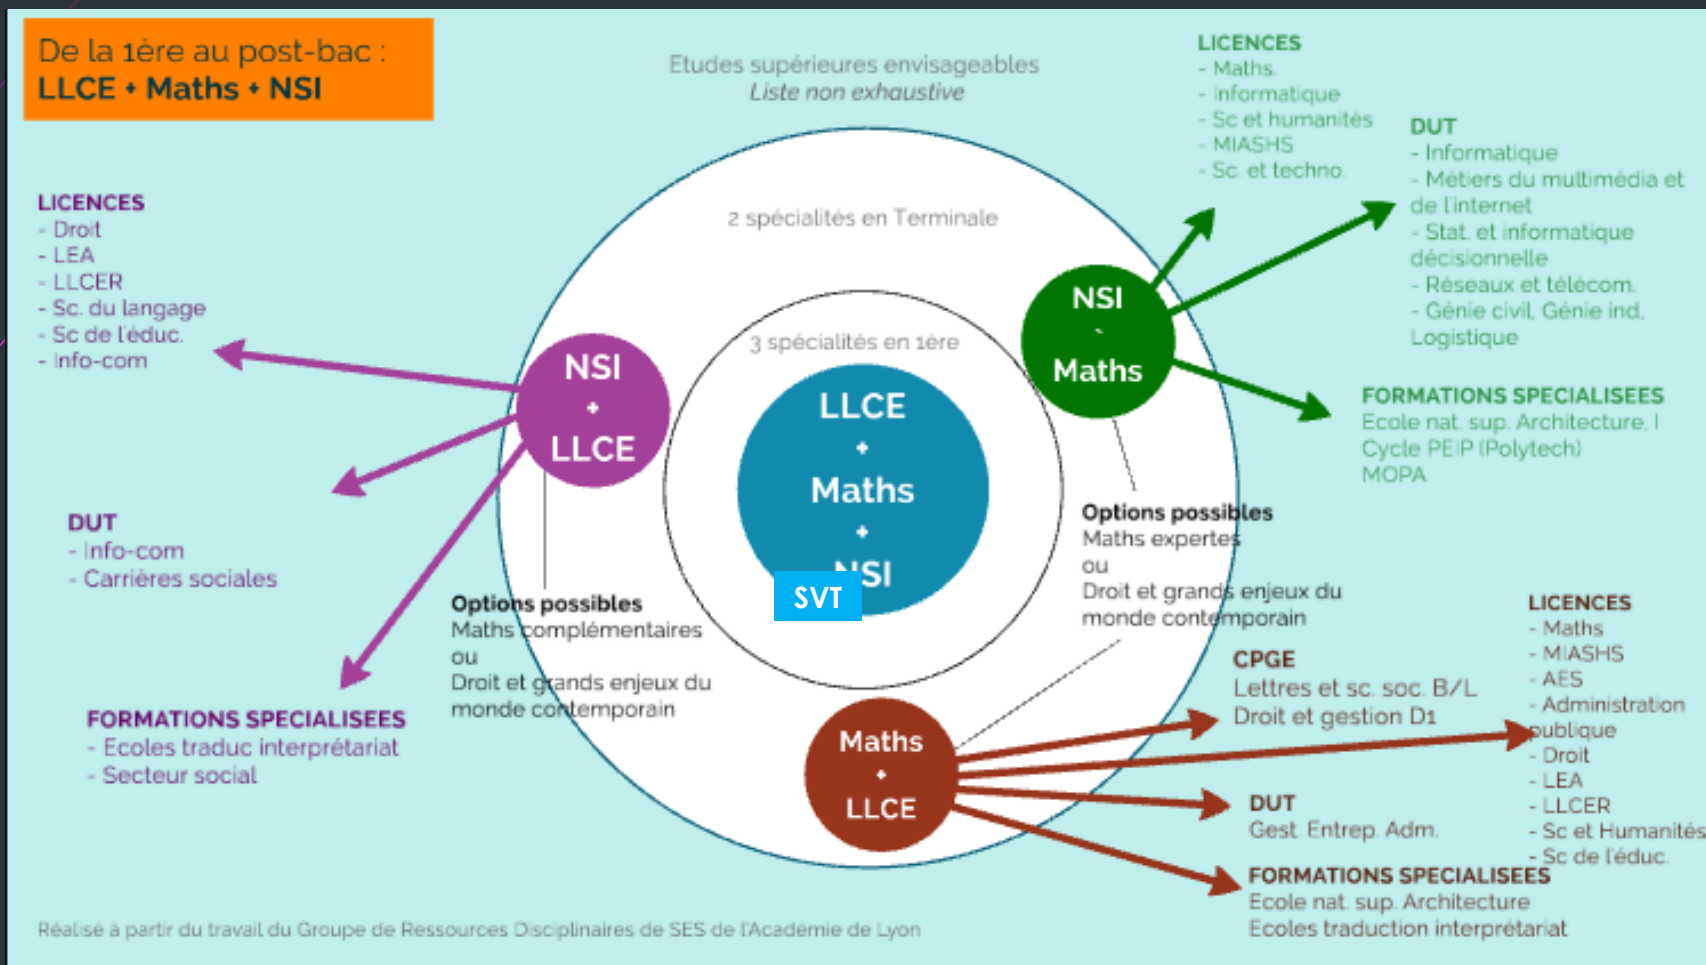 De la 1ère au post-bac :
LLCE + Maths + NSI
Etudes supérieures envisageables
Liste non exhaustive
2 spécialités en Terminale
3 spécialités en 1ère
LLCE
+
Maths
+
NSI
SVT
NSI
+
LLCE
LICENCES
- Droit
- LEA
- LLCER
- Sc. du langage
- Sc de l'éduc.
- Info-com
DUT
- Info-com
- Carrières sociales
FORMATIONS SPECIALISEES
- Ecoles traduc interprétariat
- Secteur social
Options possibles
Maths complémentaires
ou
Droit et grands enjeux du
monde contemporain
NSI
Maths
LICENCES
- Maths.
- Informatique
- Sc et humanités
- MIASHS
- Sc. et techno.
DUT
- Informatique
- Métiers du multimédia et
de l'internet
- Stat. et informatique
décisionnelle
- Réseaux et télécom.
- Génie civil, Génie ind,
Logistique
FORMATIONS SPECIALISEES
Ecole nat. sup. Architecture, I
Cycle PEIP (Polytech)
MOPA
Options possibles
Maths expertes
ou
Droit et grands enjeux du
monde contemporain
Maths
+
LLCE
CPGE
Lettres et sc. soc. B/L
Droit et gestion D1
LICENCES
- Maths
- MIASHS
- AES
- Administration
publique
- Droit
- LEA
- LLCER
- Sc et Humanités
- Sc de l'éduc.
DUT
Gest. Entrep. Adm.
FORMATIONS SPECIALISEES
Ecole nat. sup. Architecture
Ecoles traduction interprétariat
Réalisé à partir du travail du Groupe de Ressources Disciplinaires de SES de l'Académie de Lyon